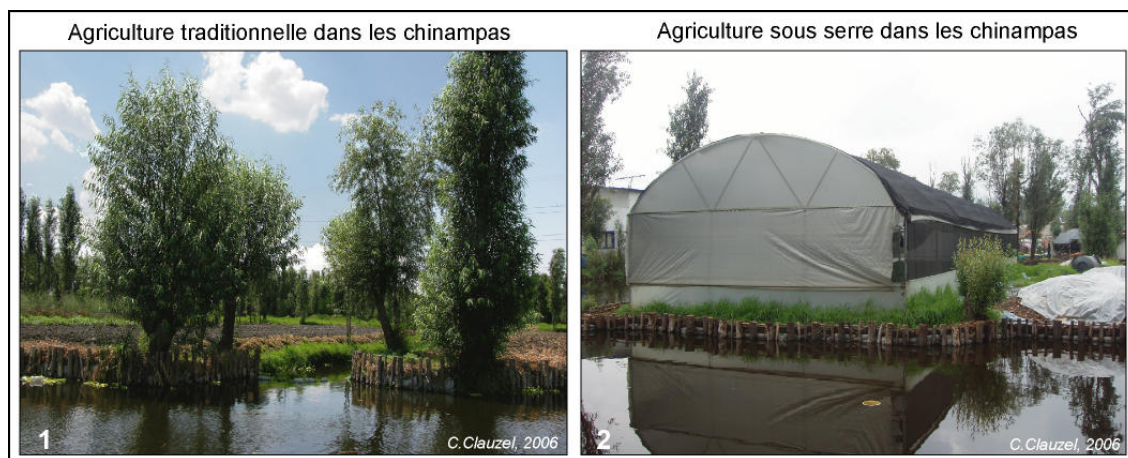 Agriculture traditionnelle dans les chinampas
Agriculture sous serre dans les chinampas
1
C.Clauzel, 2006
2
C.Clauzel, 2006